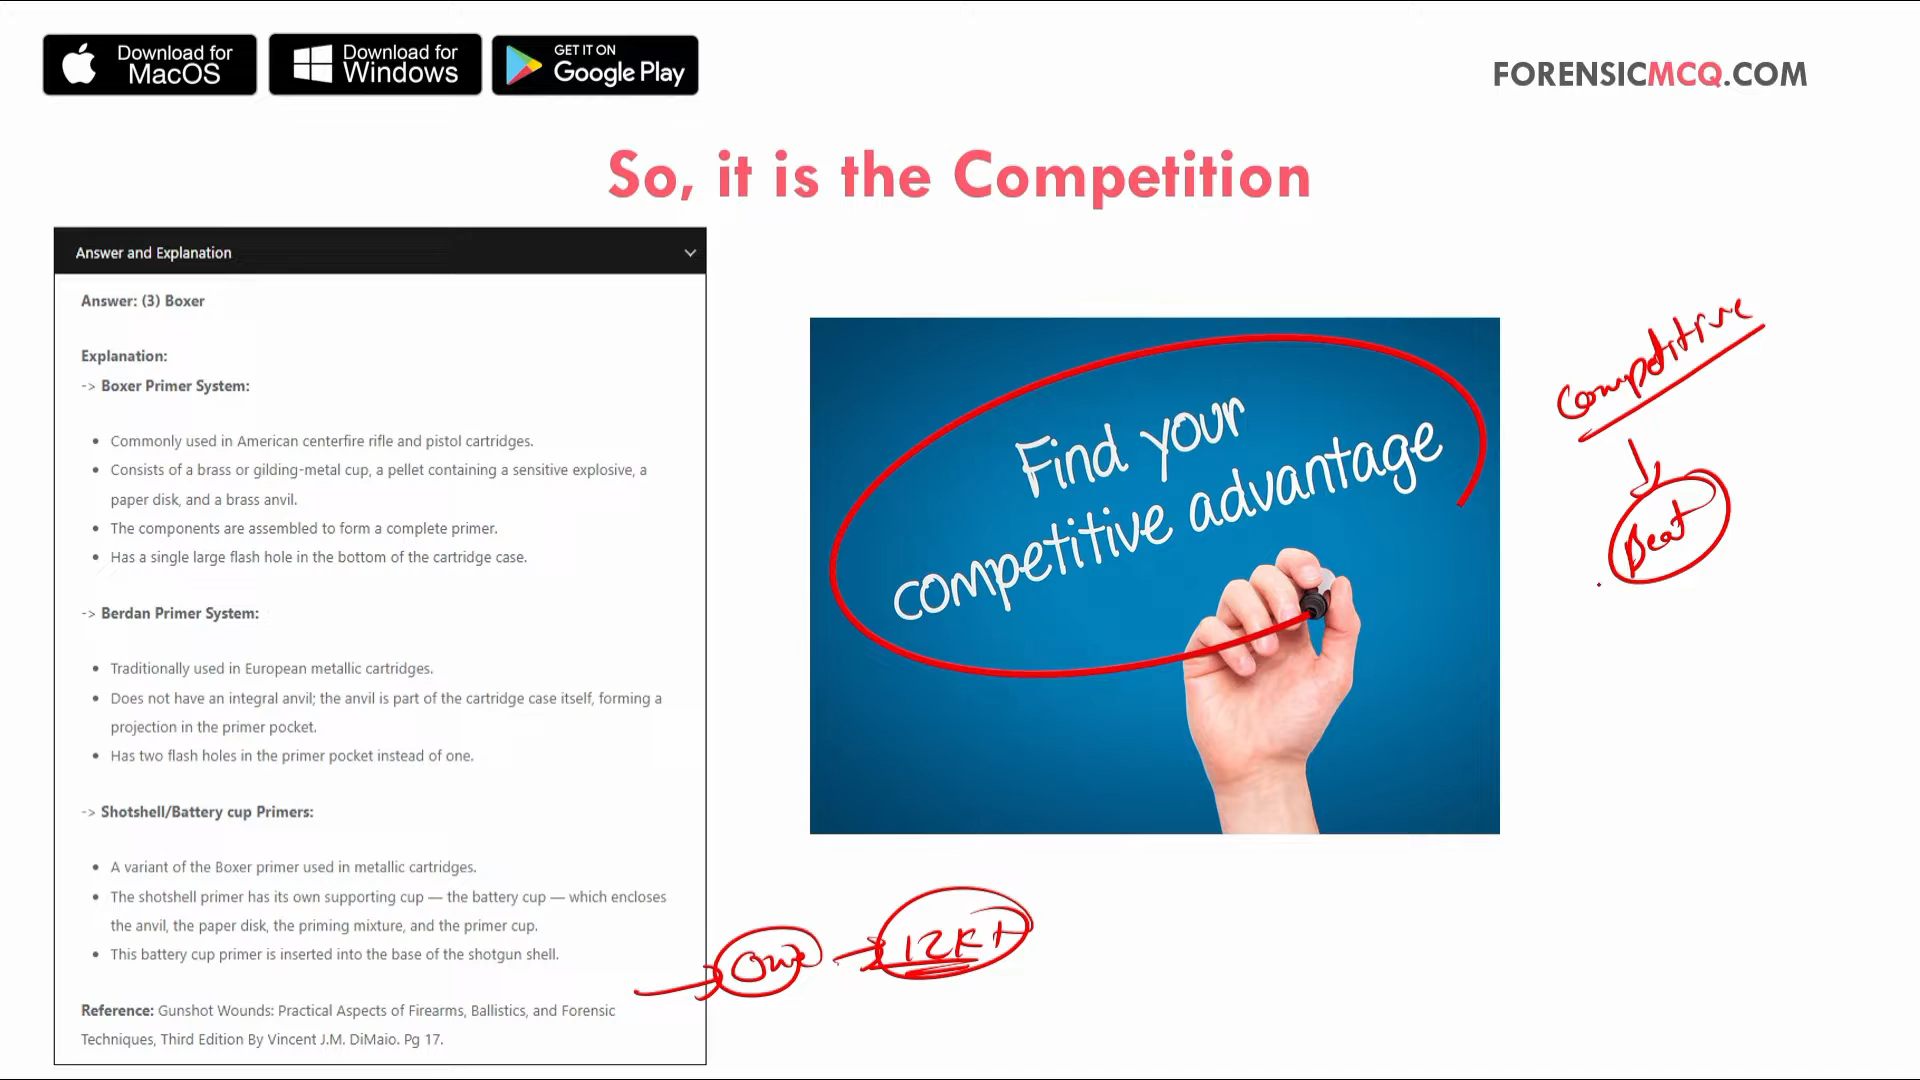 Download for
MacOS
Download for
Windows
GET IT ON
Google Play
FORENSICMCQ.COM
So, it is the Competition
Answer and Explanation
Answer: (3) Boxer
Explanation:
-> Boxer Primer System:
• Commonly used in American centerfire rifle and pistol cartridges.
• Consists of a brass or gilding-metal cup, a pellet containing a sensitive explosive, a
paper disk, and a brass anvil.
• The components are assembled to form a complete primer.
• Has a single large flash hole in the bottom of the cartridge case.
-> Berdan Primer System:
• Traditionally used in European metallic cartridges.
• Does not have an integral anvil; the anvil is part of the cartridge case itself, forming a
projection in the primer pocket.
• Has two flash holes in the primer pocket instead of one.
-> Shotshell/Battery cup Primers:
• A variant of the Boxer primer used in metallic cartridges.
• The shotshell primer has its own supporting cup — the battery cup — which encloses
the anvil, the paper disk, the priming mixture, and the primer cup.
• This battery cup primer is inserted into the base of the shotgun shell.
Reference: Gunshot Wounds: Practical Aspects of Firearms, Ballistics, and Forensic
Techniques, Third Edition By Vincent J.M. DiMaio. Pg 17.
Find your
competitive advantage
Competitive
Beat
12K+